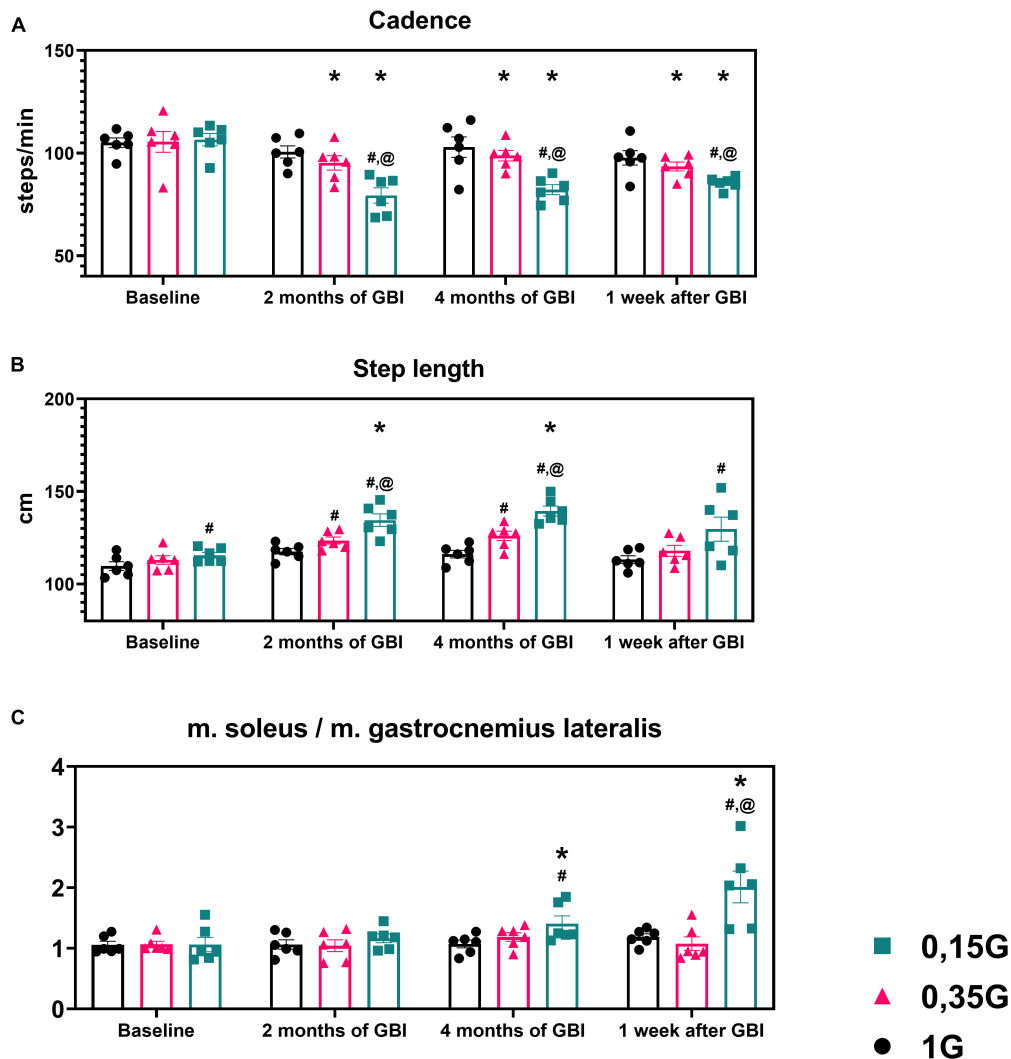 A
Cadence
steps/min
150
100
50
* * * * * *
#,@ #,@ #,@
Baseline 2 months of GBI 4 months of GBI 1 week after GBI
B
Step length
cm
200
150
100
* *
#,@ #,@ #
# # #
Baseline 2 months of GBI 4 months of GBI 1 week after GBI
C
m. soleus / m. gastrocnemius lateralis
4
3
2
1
0
*
#,@
*
#
Baseline 2 months of GBI 4 months of GBI 1 week after GBI
0,15G
0,35G
1G